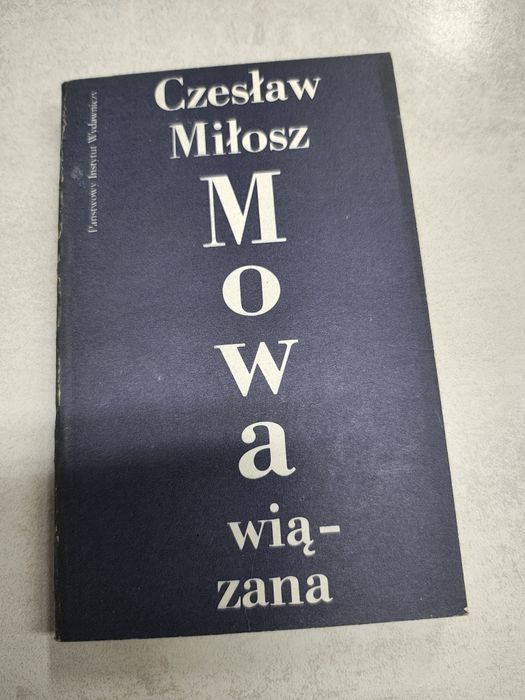 Czesław
Miłosz
M
o
w
a
wią-
zana
Państwowy Instytut Wydawniczy